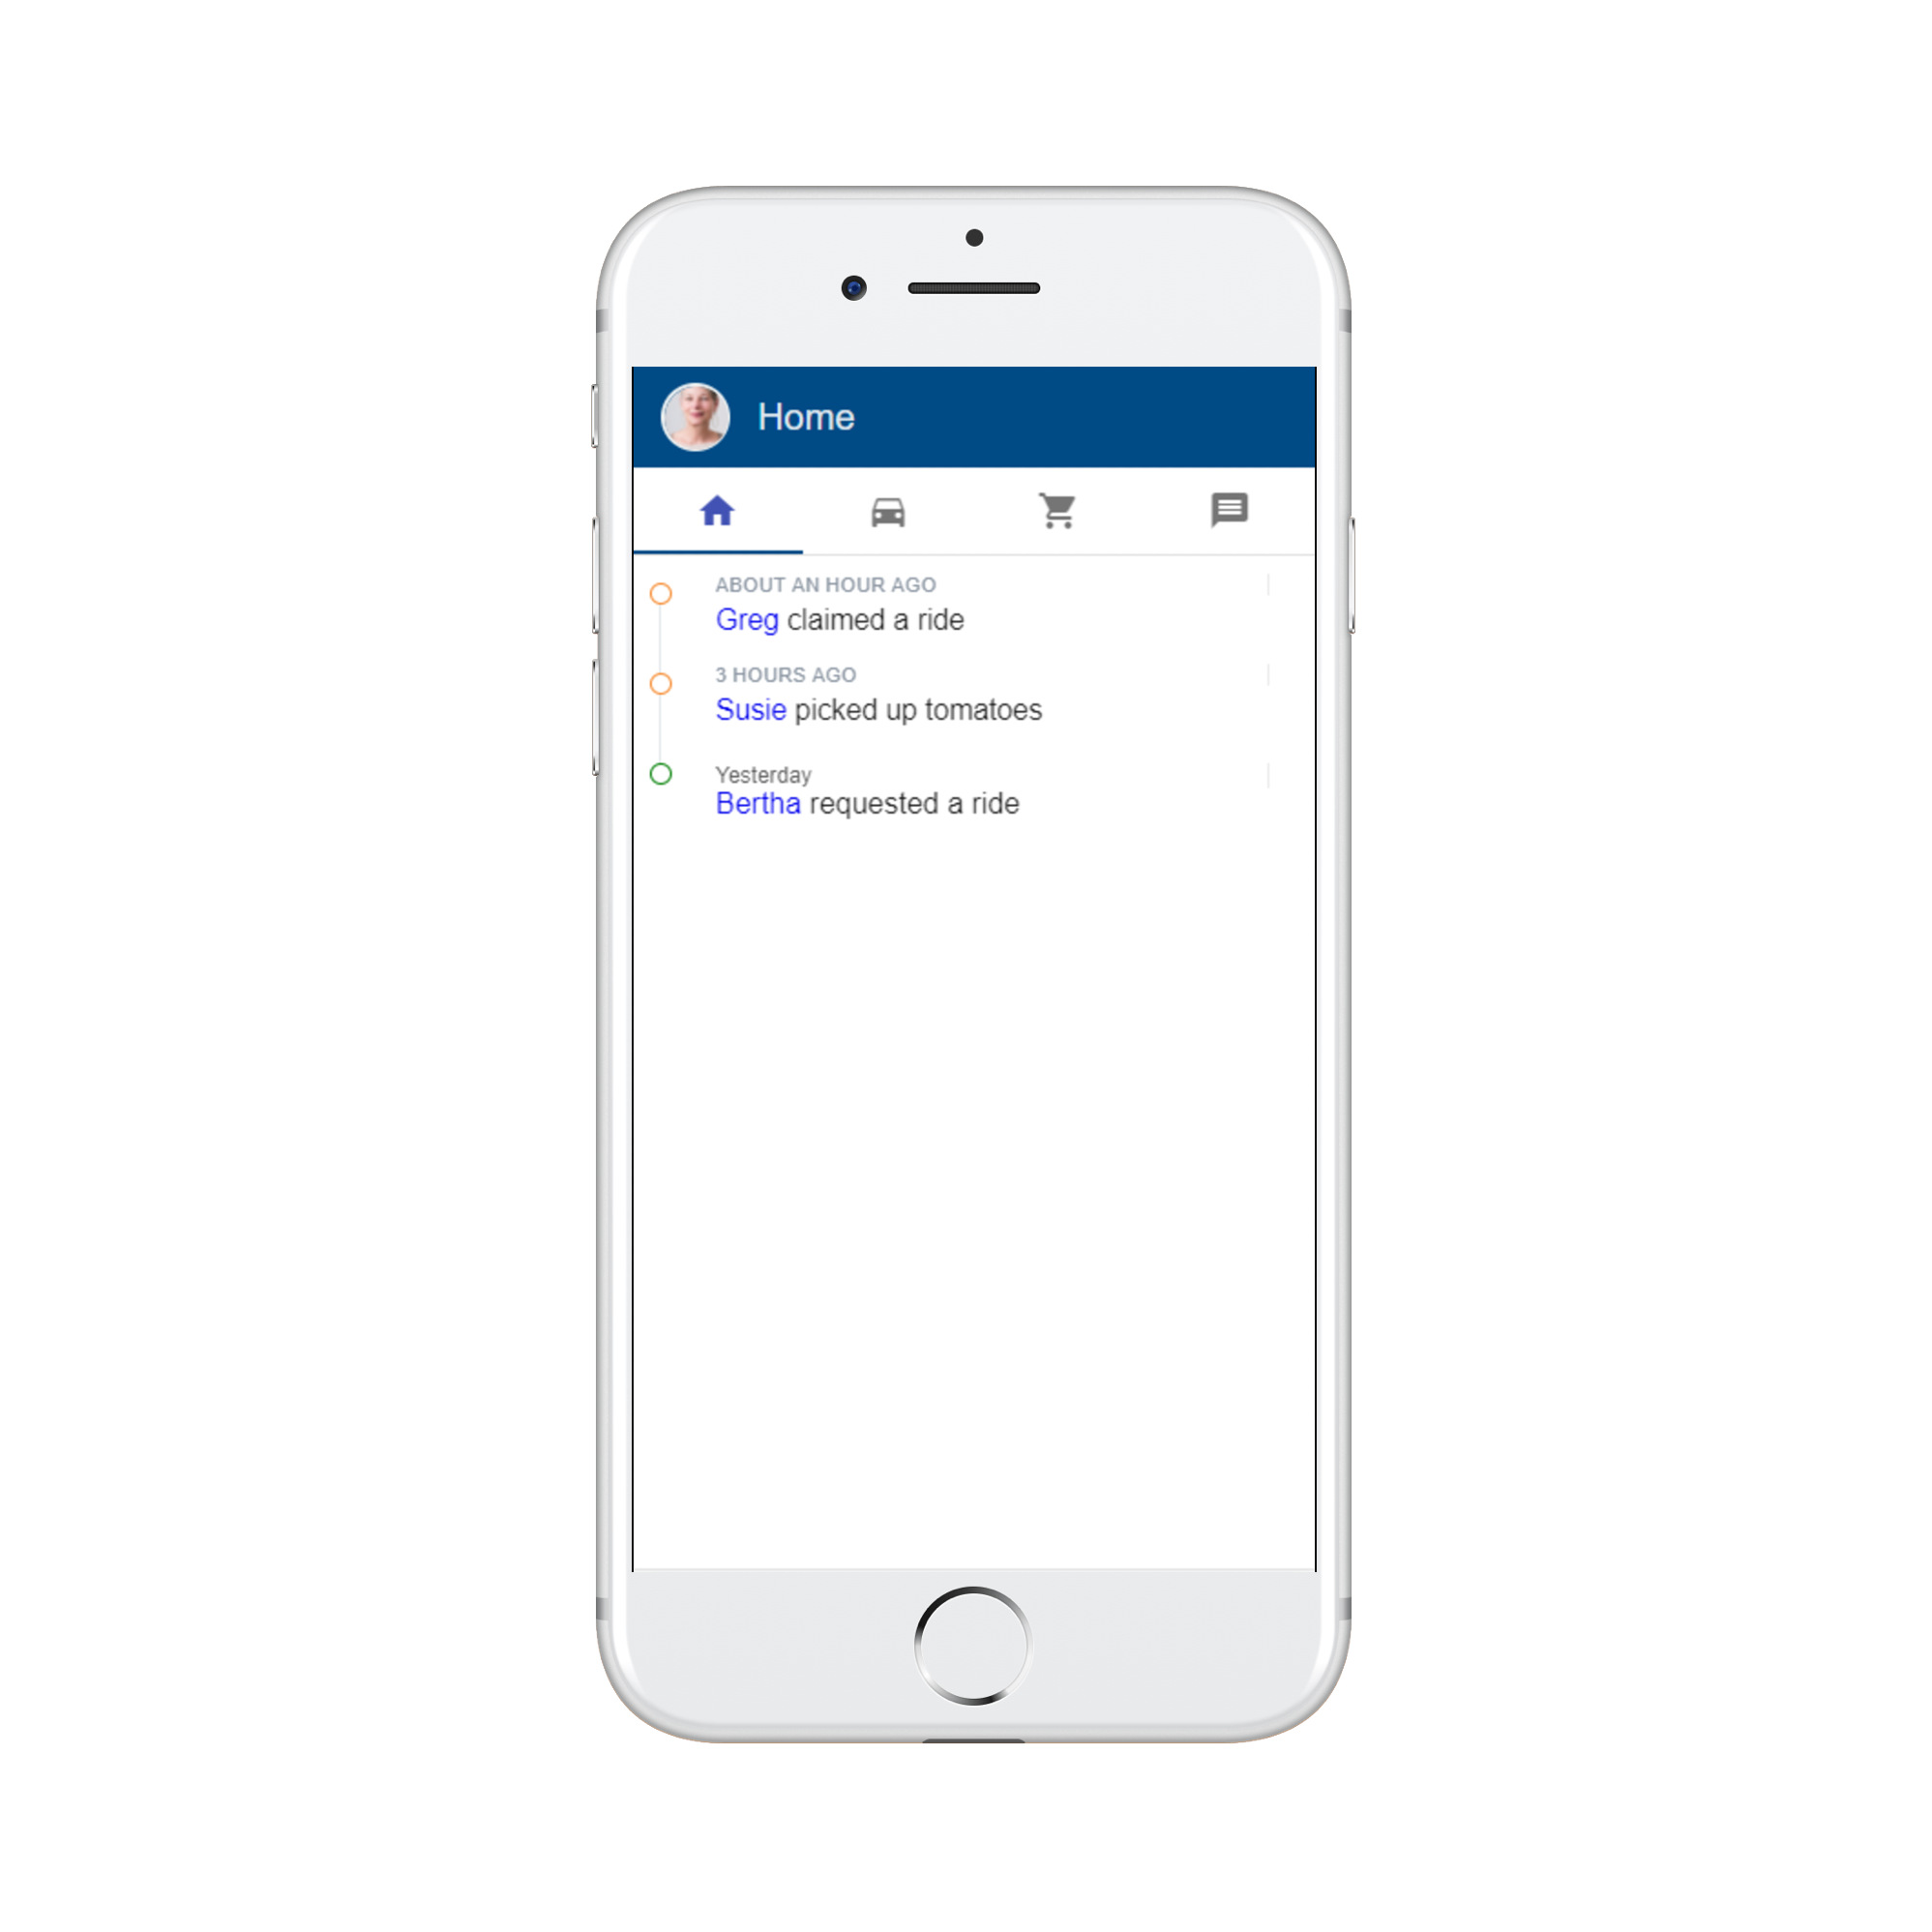 Home
ABOUT AN HOUR AGO
Greg claimed a ride
3 HOURS AGO
Susie picked up tomatoes
Yesterday
Bertha requested a ride